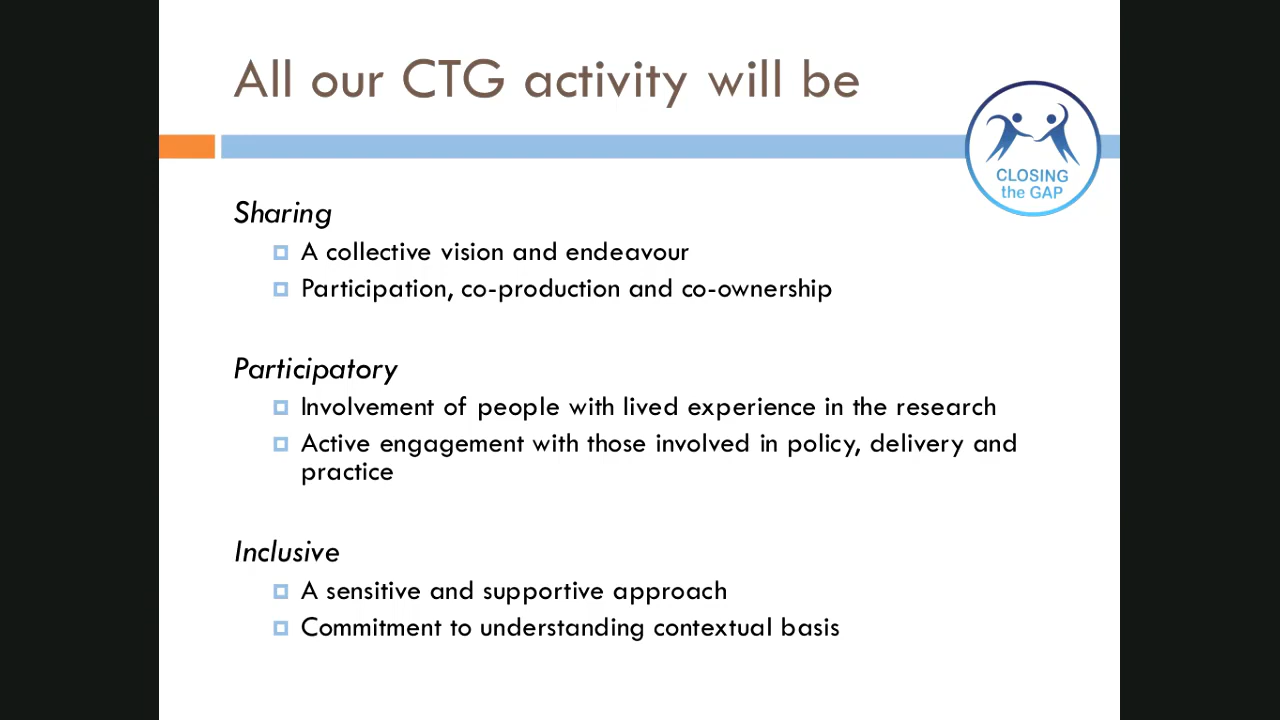 All our CTG activity will be
CLOSING
the GAP
Sharing
A collective vision and endeavour
Participation, co-production and co-ownership
Participatory
Involvement of people with lived experience in the research
Active engagement with those involved in policy, delivery and
practice
Inclusive
A sensitive and supportive approach
Commitment to understanding contextual basis